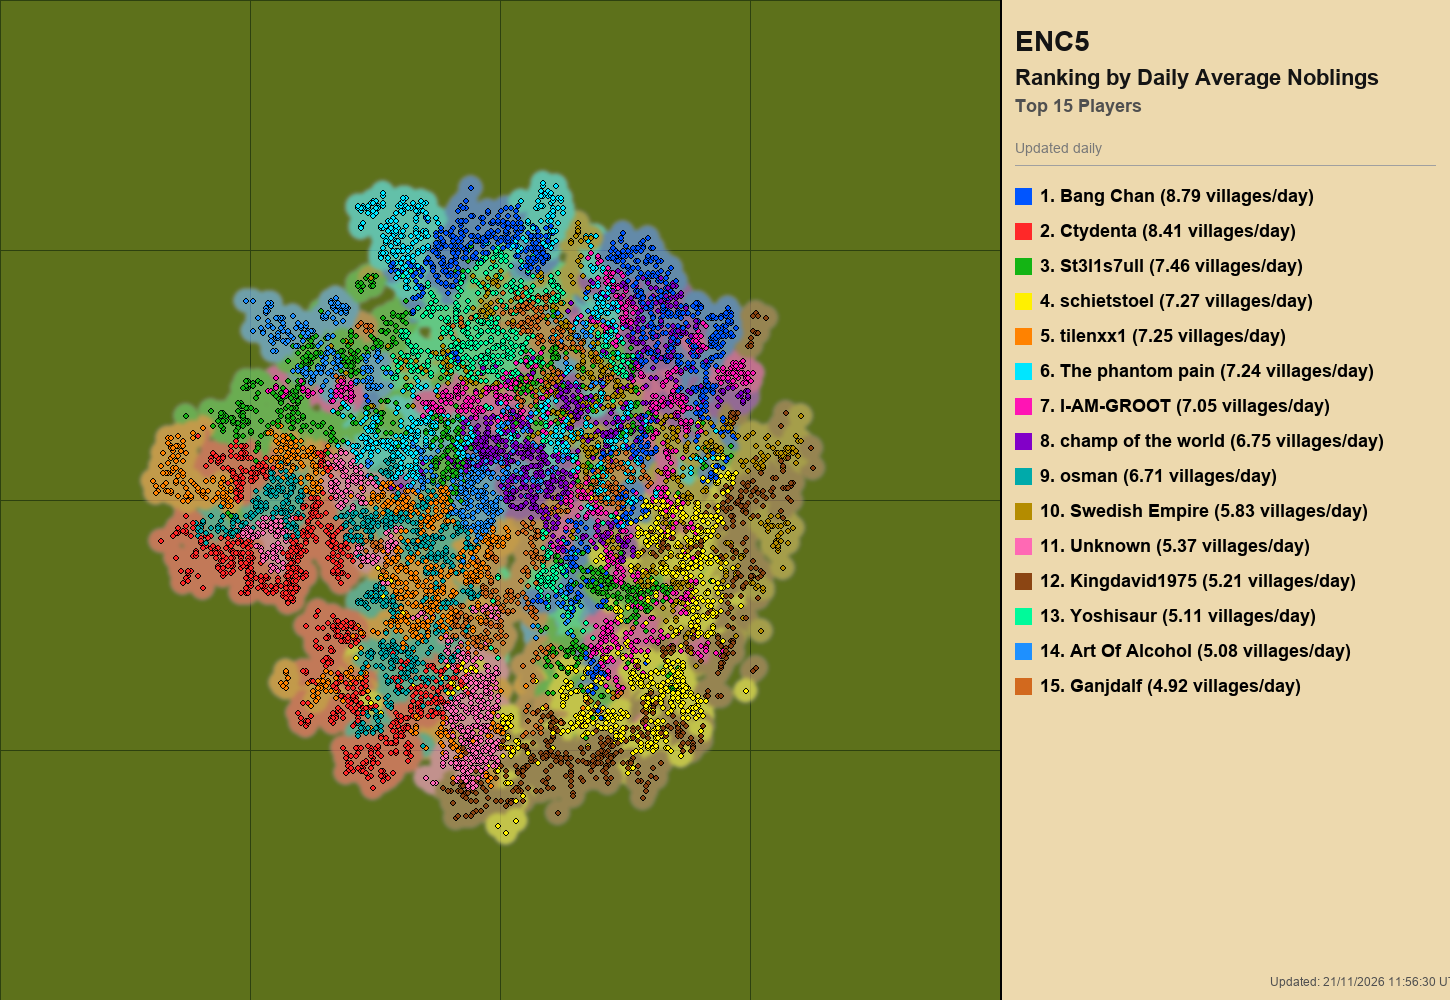 ENC5
Ranking by Daily Average Noblings
Top 15 Players
Updated daily
1. Bang Chan (8.79 villages/day)
2. Ctydenta (8.41 villages/day)
3. St3l1s7ull (7.46 villages/day)
4. schietstoel (7.27 villages/day)
5. tilenxx1 (7.25 villages/day)
6. The phantom pain (7.24 villages/day)
7. I-AM-GROOT (7.05 villages/day)
8. champ of the world (6.75 villages/day)
9. osman (6.71 villages/day)
10. Swedish Empire (5.83 villages/day)
11. Unknown (5.37 villages/day)
12. Kingdavid1975 (5.21 villages/day)
13. Yoshisaur (5.11 villages/day)
14. Art Of Alcohol (5.08 villages/day)
15. Ganjdalf (4.92 villages/day)
Updated: 21/11/2026 11:56:30 U